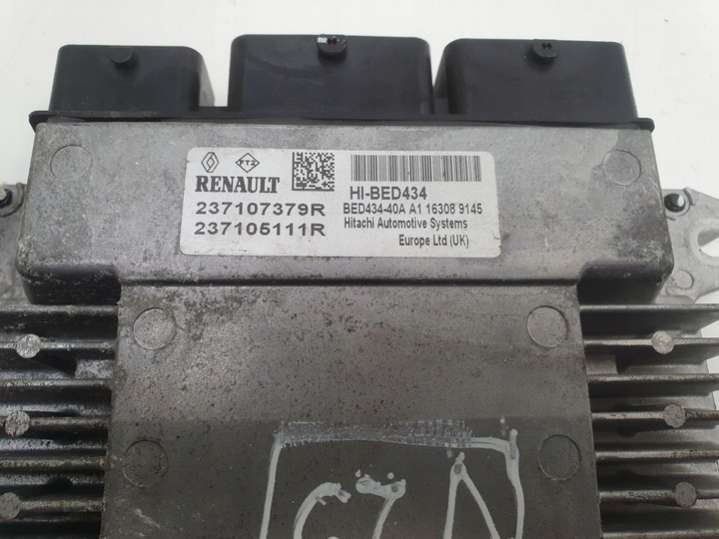 RENAULT
237107379R
237105111R
HI-BED434
BED434-40A A1 16308 9145
Hitachi Automotive Systems
Europe Ltd (UK)